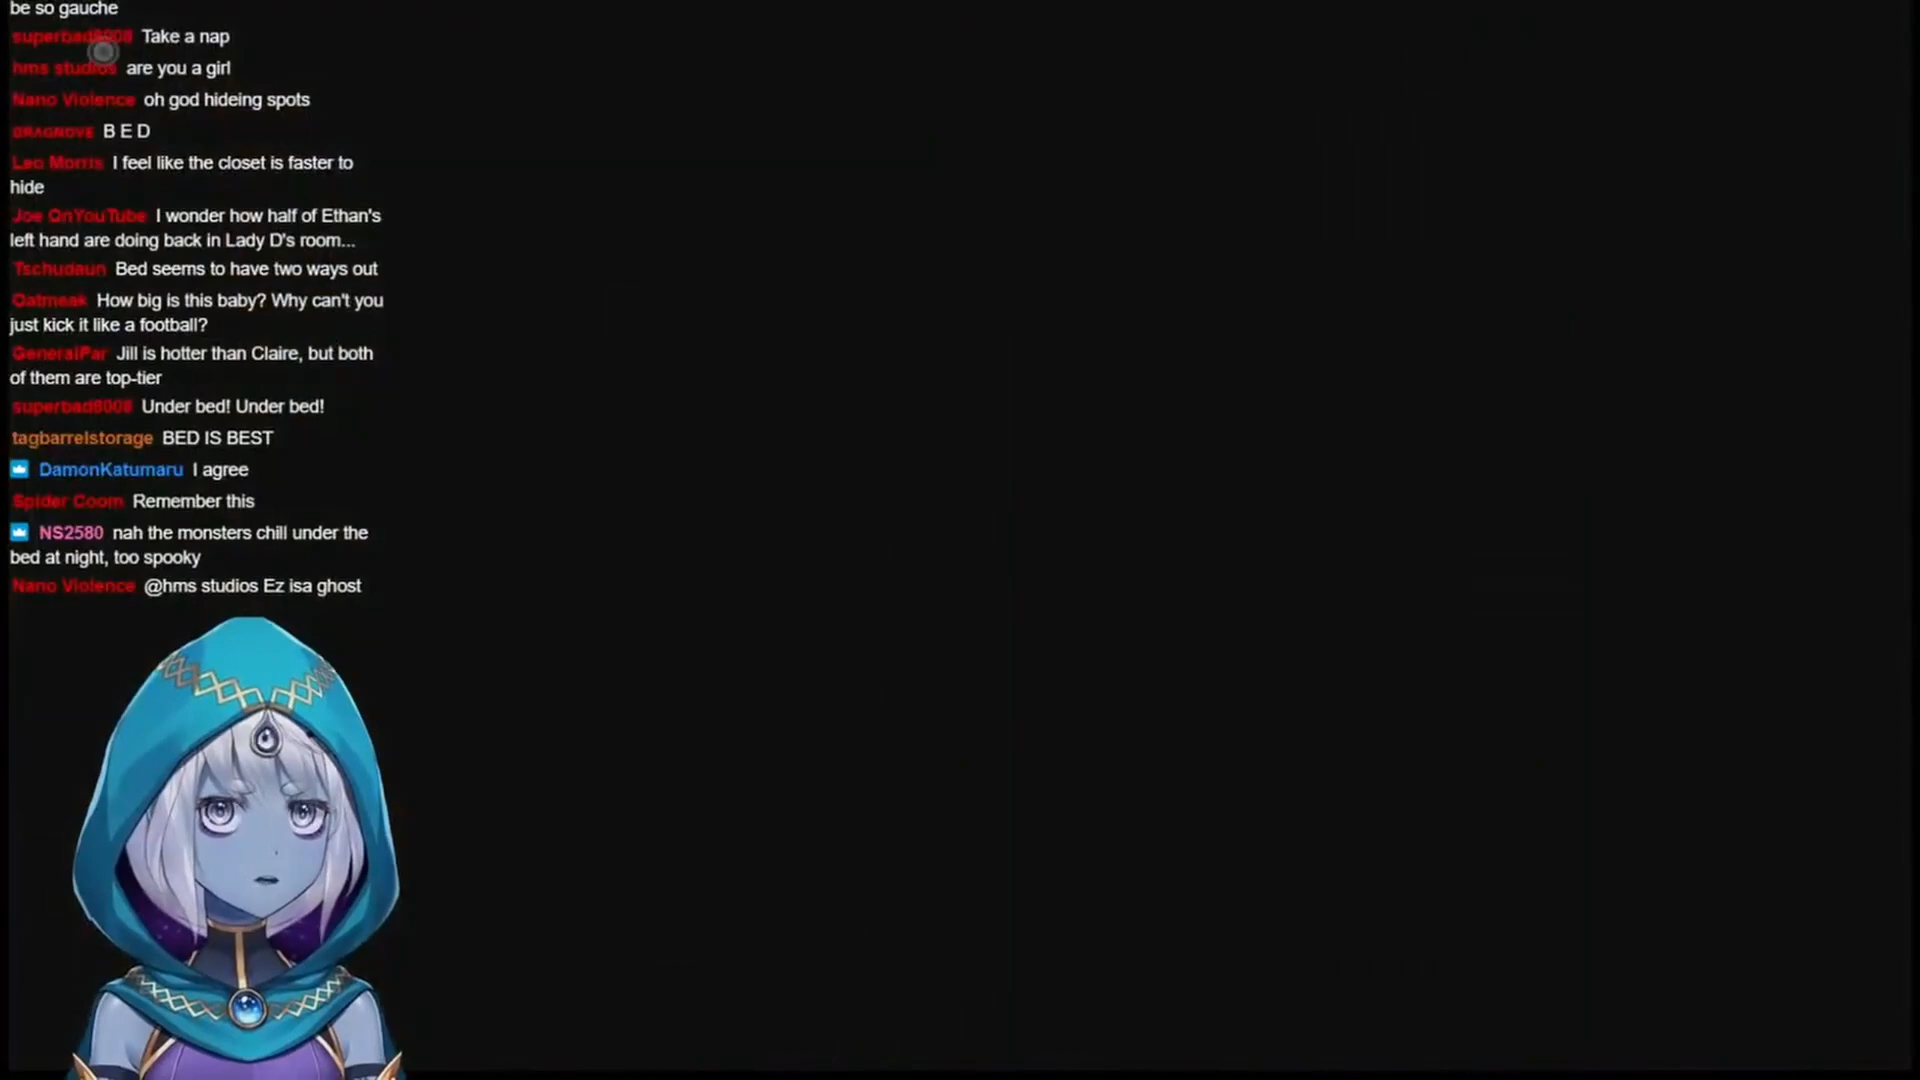 be so gauche
superbad8008 Take a nap
hms studios are you a girl
Nano Violence oh god hideing spots
DRAGNOVE B E D
Leo Morris I feel like the closet is faster to
hide
Joe OnYouTube I wonder how half of Ethan's
left hand are doing back in Lady D's room...
Tschudaun Bed seems to have two ways out
Oatmeak How big is this baby? Why can't you
just kick it like a football?
GeneralPar Jill is hotter than Claire, but both
of them are top-tier
superbad8008 Under bed! Under bed!
tagbarrelstorage BED IS BEST
DamonKatumaru I agree
Spider Coom Remember this
NS2580 nah the monsters chill under the
bed at night, too spooky
Nano Violence @hms studios Ez isa ghost